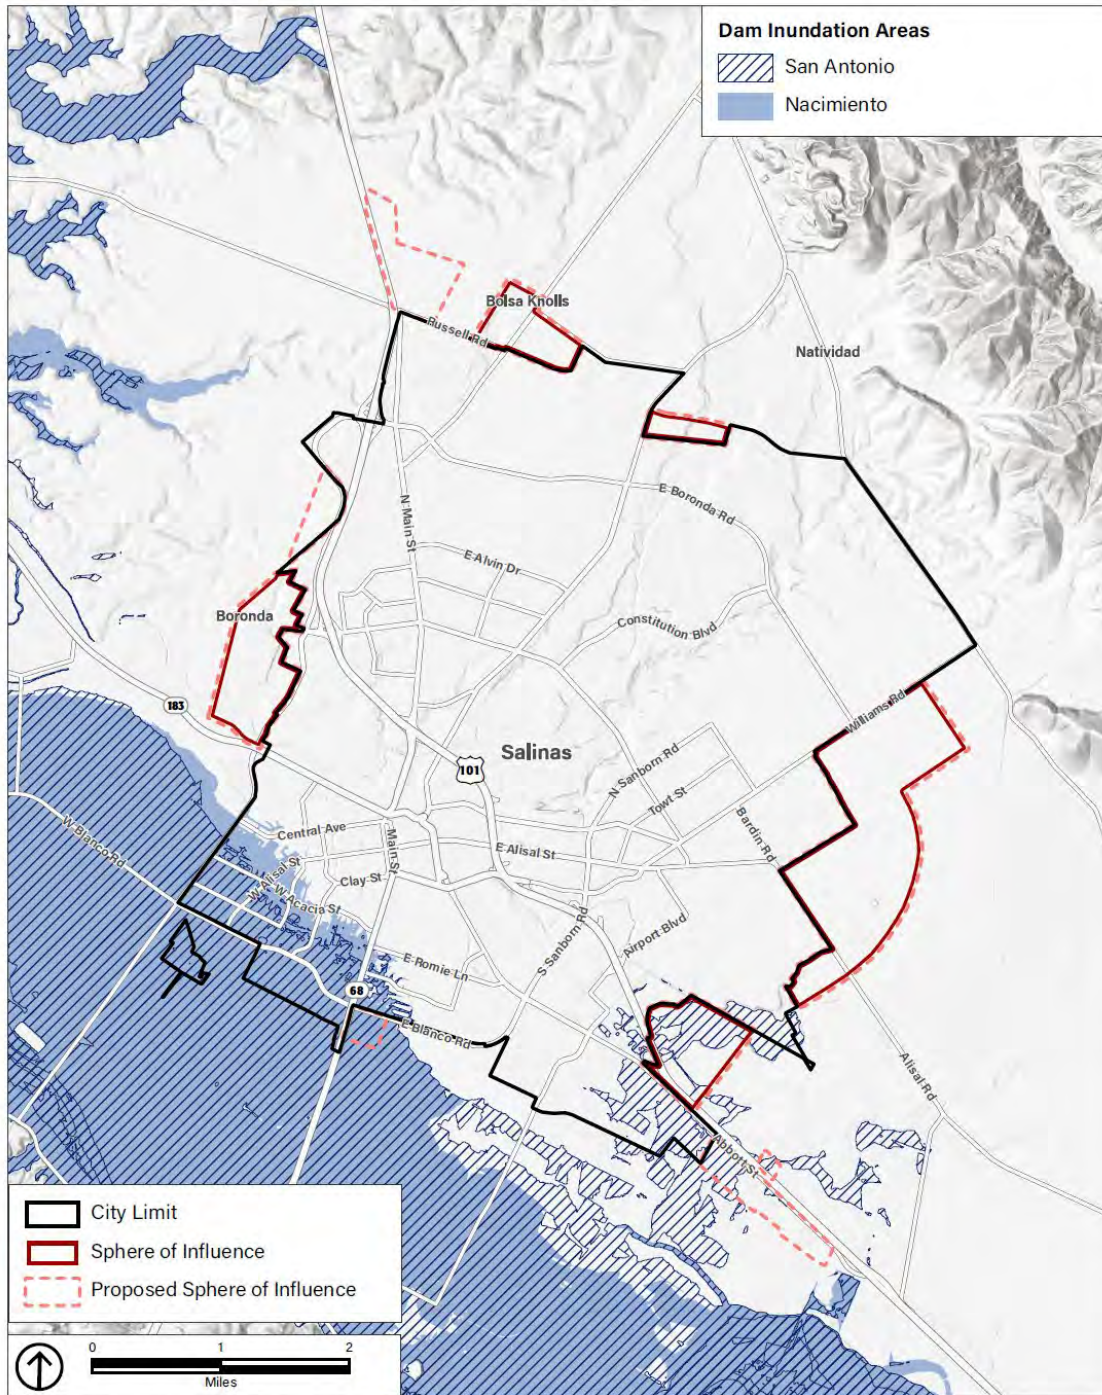 Dam Inundation Areas
San Antonio
Nacimiento
Bolsa Knolls
Russell Rd
Natividad
E Boronda Rd
N Main St
E Alvin Dr
Boronda
Constitution Blvd
183
Williams Rd
Salinas
101
N Sanborn Rd
Towt St
Bardin Rd
W Blanco Rd
Central Ave
Main St
E Alisal St
W Alisal St
Clay St
W Acacia St
S Sanborn Rd
Airport Blvd
E Romie Ln
68
E Blanco Rd
Alisal Rd
Abbott St
City Limit
Sphere of Influence
Proposed Sphere of Influence
0 1 2
Miles